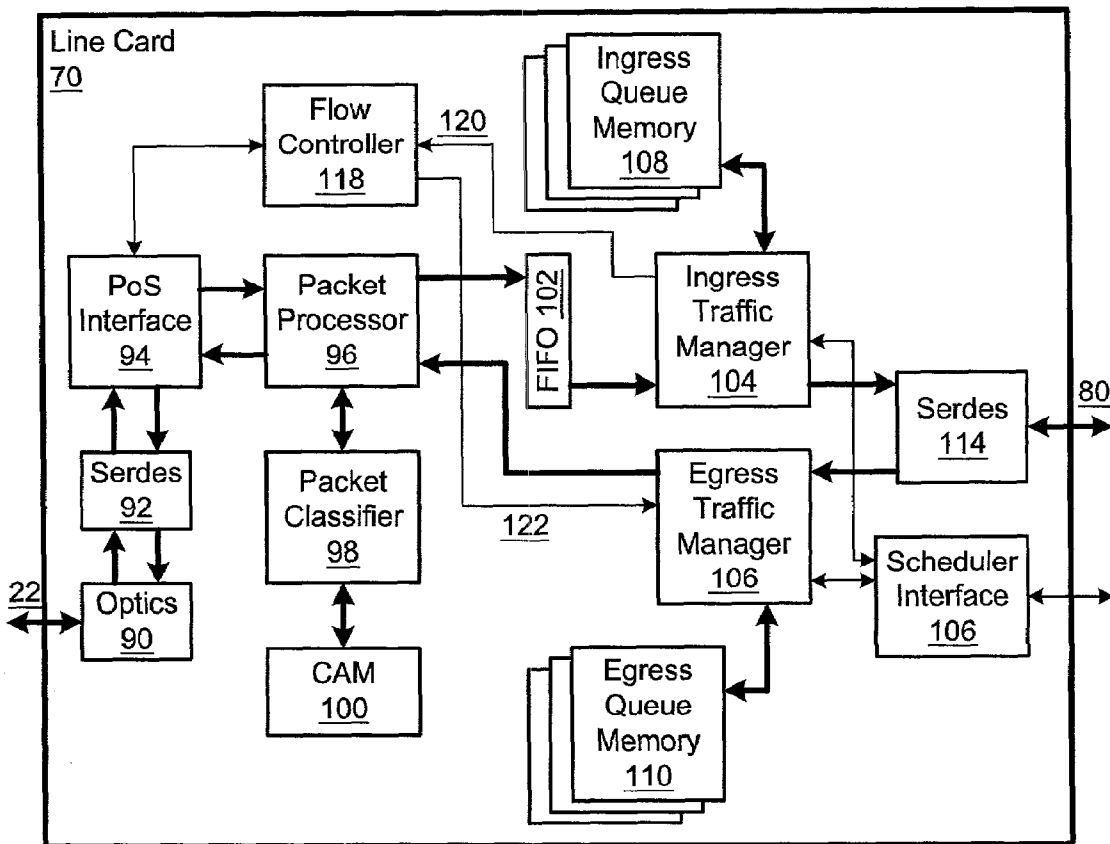 Line Card
70
Flow
Controller
118
120
Ingress
Queue
Memory
108
PoS
Interface
94
Packet
Processor
96
FIFO 102
Ingress
Traffic
Manager
104
80
Serdes
114
Serdes
92
Packet
Classifier
98
122
Egress
Traffic
Manager
106
Scheduler
Interface
106
22
Optics
90
CAM
100
Egress
Queue
Memory
110